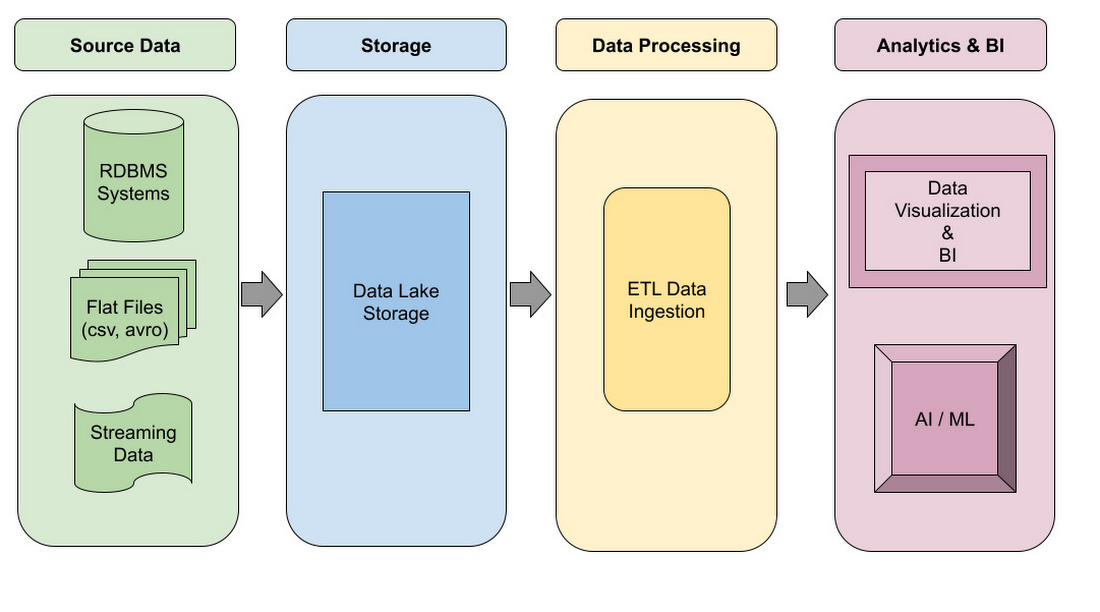 Source Data
Storage
Data Processing
Analytics & BI
RDBMS
Systems
Flat Files
(csv, avro)
Streaming
Data
Data Lake
Storage
ETL Data
Ingestion
Data
Visualization
&
BI
AI / ML